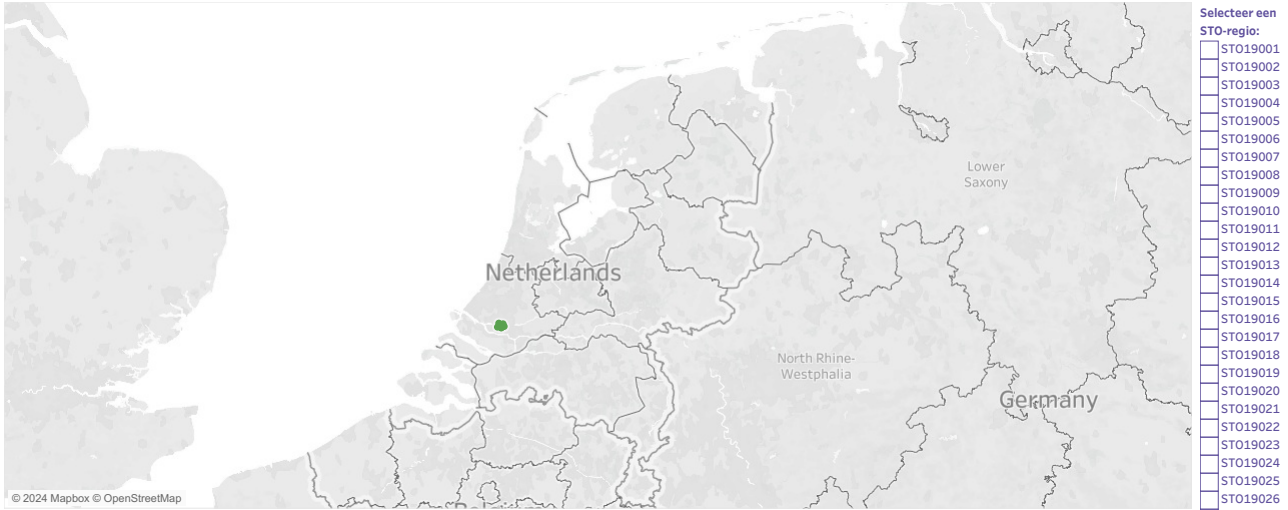 Selecteer een
STO-regio:
STO19001
STO19002
STO19003
STO19004
STO19005
STO19006
STO19007
STO19008
STO19009
STO19010
STO19011
STO19012
STO19013
STO19014
STO19015
STO19016
STO19017
STO19018
STO19019
STO19020
STO19021
STO19022
STO19023
STO19024
STO19025
STO19026
Lower
Saxony
Netherlands
North Rhine-
Westphalia
Germany
© 2024 Mapbox © OpenStreetMap